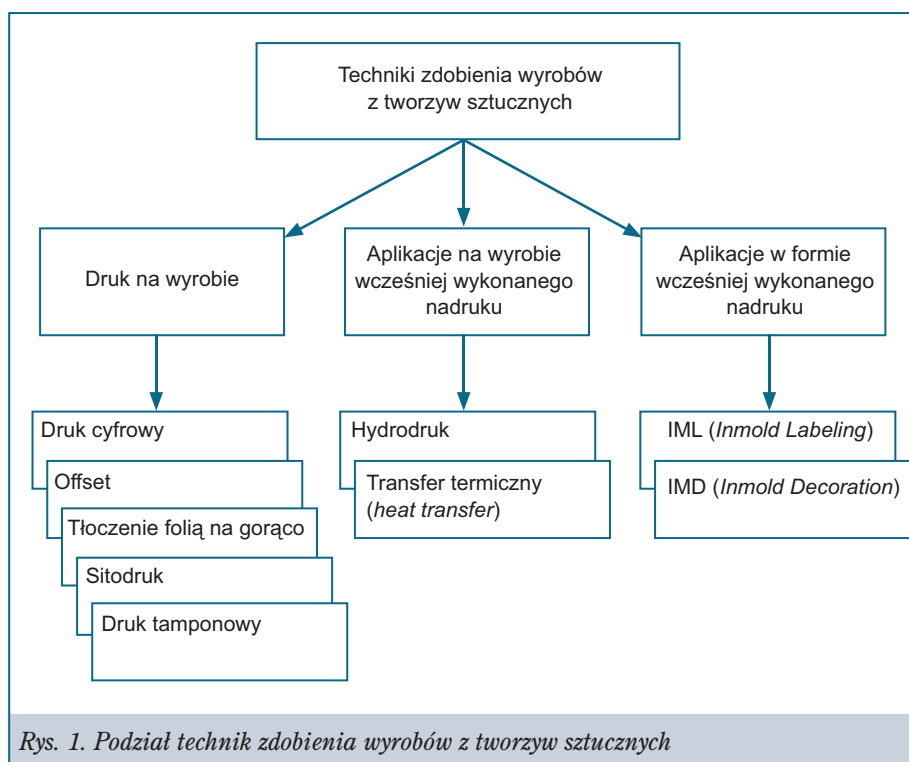 Techniki zdobienia wyrobów
z tworzyw sztucznych
Druk na wyrobie
Aplikacje na wyrobie
wcześniej wykonanego
nadruku
Aplikacje w formie
wcześniej wykonanego
nadruku
Druk cyfrowy
Offset
Tłoczenie folią na gorąco
Sitodruk
Druk tamponowy
Hydrodruk
Transfer termiczny
(heat transfer)
IML (Inmold Labeling)
IMD (Inmold Decoration)
Rys. 1. Podział technik zdobienia wyrobów z tworzyw sztucznych